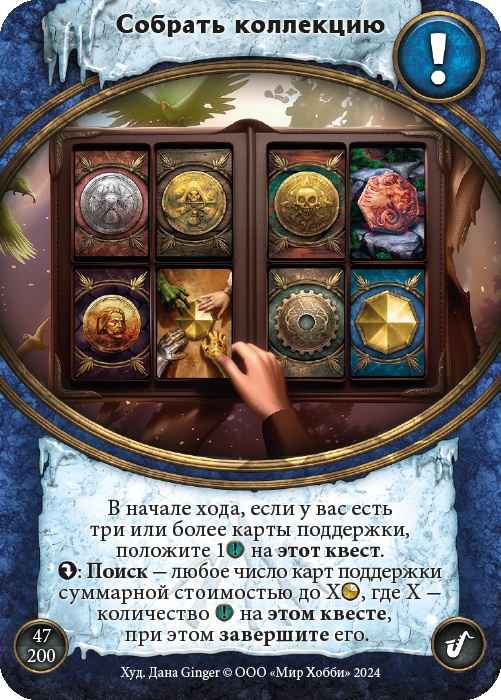 Собрать коллекцию
!
В начале хода, если у вас есть
три или более карты поддержки,
положите 1! на этот квест.
: Поиск — любое число карт поддержки
суммарной стоимостью до X, где X —
количество ! на этом квесте,
при этом завершите его.
47
200
Худ. Дана Ginger © ООО «Мир Хобби» 2024